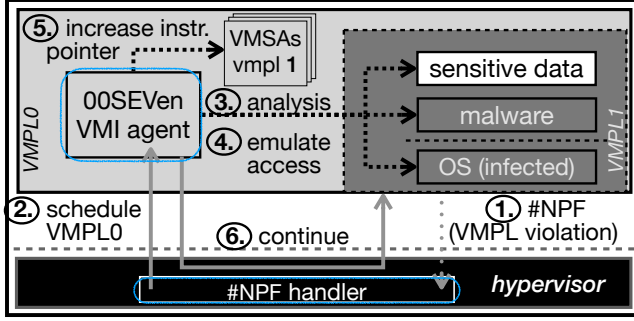 5. increase instr.
pointer
VMSAs
vmpl 1
sensitive data
00SEVen
VMI agent
3. analysis
malware
4. emulate
access
OS (infected)
VMPL0
VMPL1
2. schedule
VMPL0
1. #NPF
(VMPL violation)
6. continue
#NPF handler
hypervisor